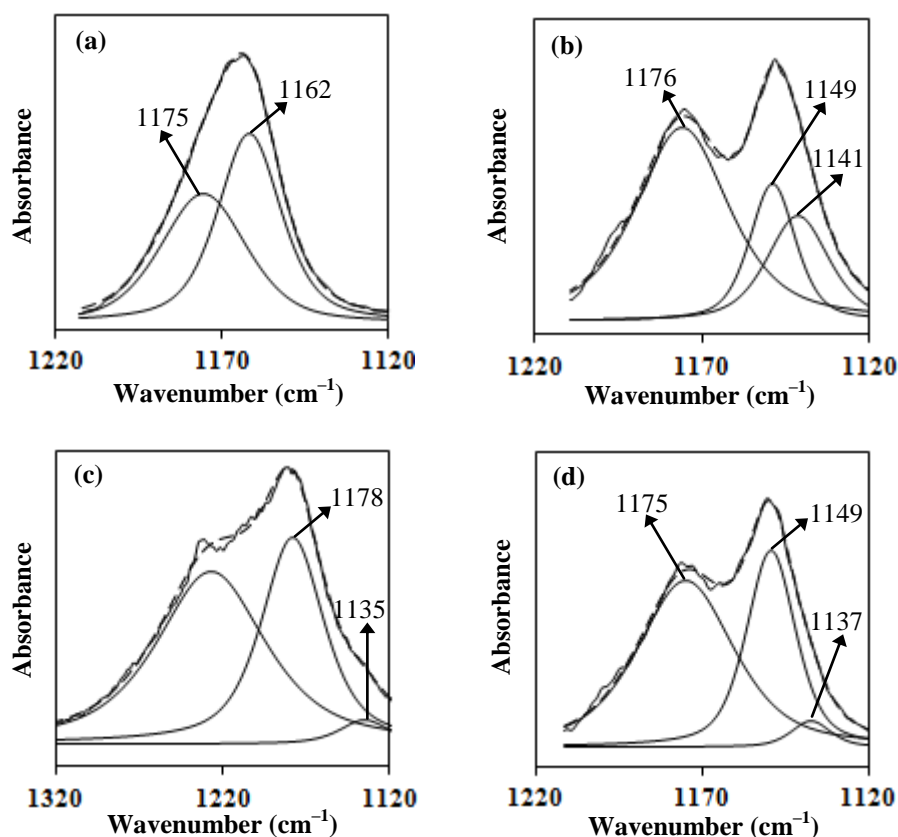 (a)
1175
1162
Absorbance
1220
1170
1120
Wavenumber (cm⁻¹)
(b)
1176
1149
1141
Absorbance
1220
1170
1120
Wavenumber (cm⁻¹)
(c)
1178
1135
Absorbance
1320
1220
1120
Wavenumber (cm⁻¹)
(d)
1175
1149
1137
Absorbance
1220
1170
1120
Wavenumber (cm⁻¹)